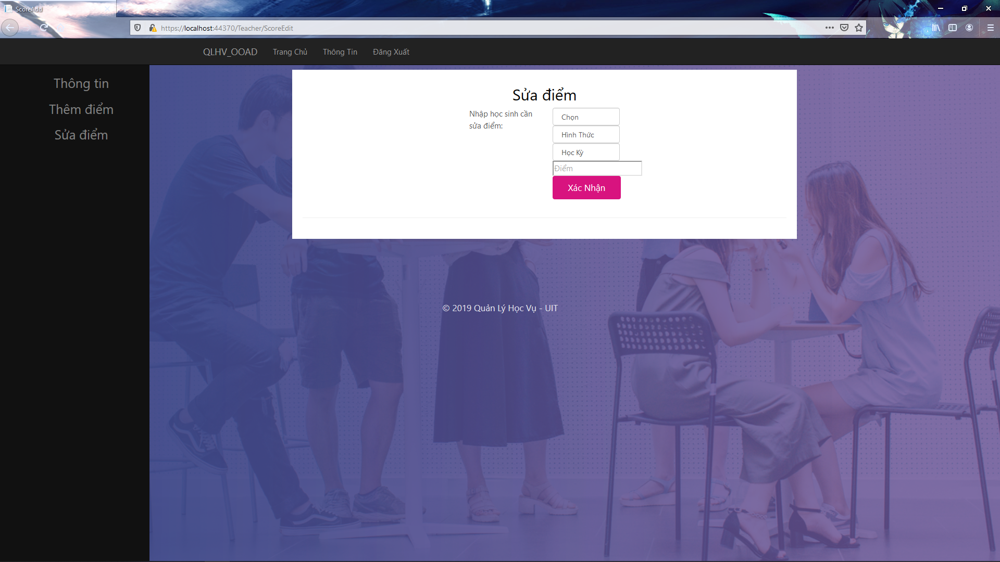 ScoreAdd
https://localhost:44370/Teacher/ScoreEdit
QLHV_OOAD Trang Chủ Thông Tin Đăng Xuất
Thông tin
Thêm điểm
Sửa điểm
Sửa điểm
Nhập học sinh cần
sửa điểm:
Chọn
Hình Thức
Học Kỳ
Điểm
Xác Nhận
© 2019 Quản Lý Học Vụ - UIT